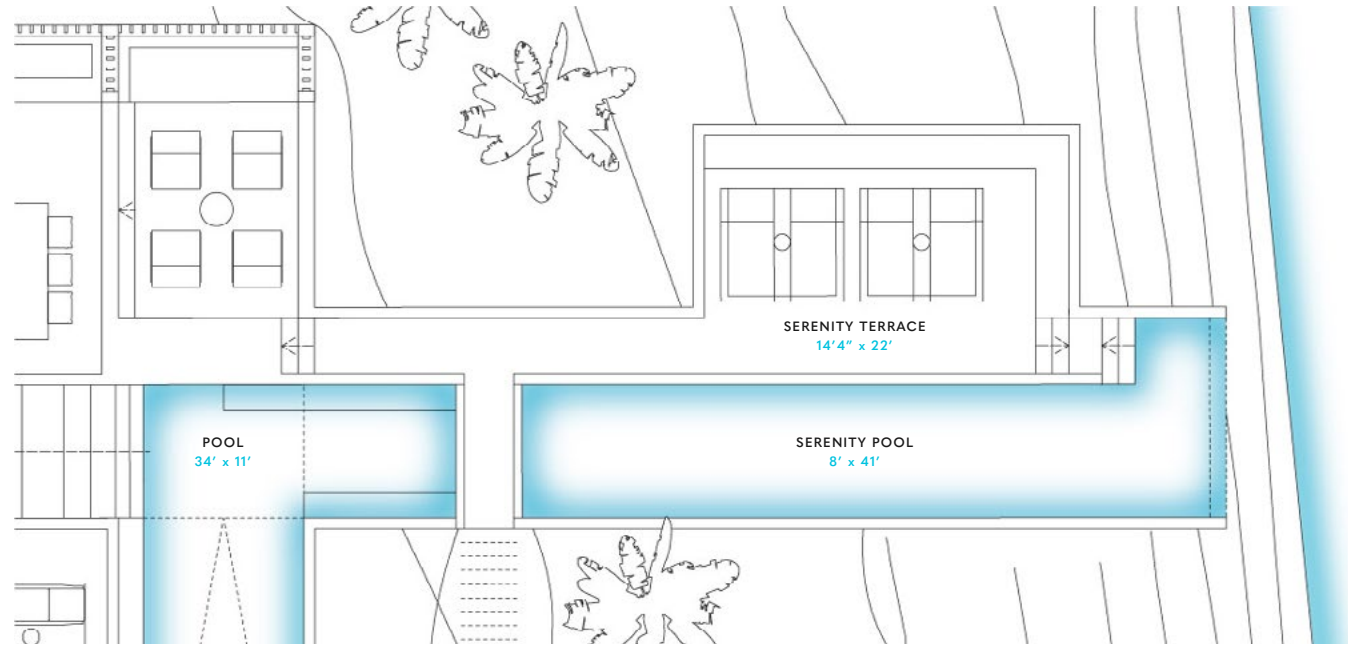 SERENITY TERRACE
14'4" x 22'
POOL
34' x 11'
SERENITY POOL
8' x 41'